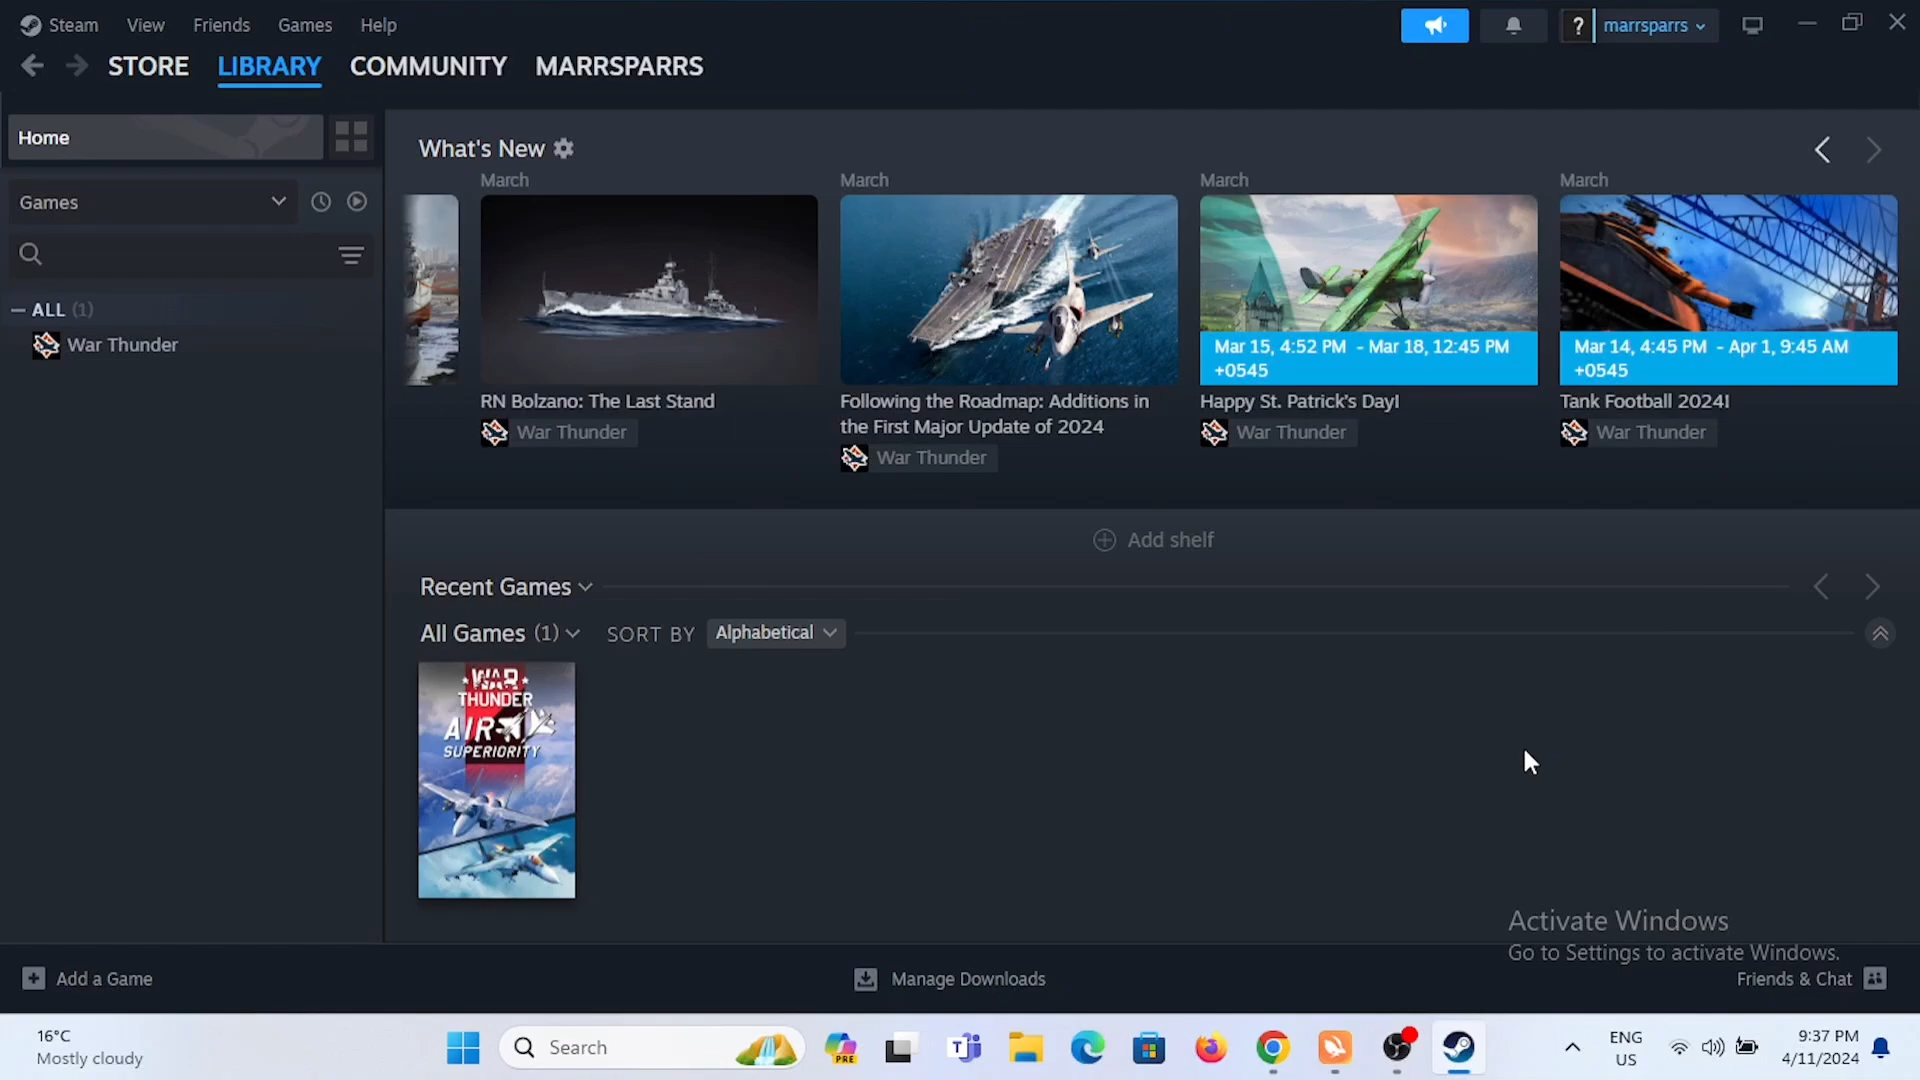 Steam View Friends Games Help
? marrsparrs
STORE LIBRARY COMMUNITY MARRSPARRS
Home
Games
ALL (1)
War Thunder
What's New
March
RN Bolzano: The Last Stand
War Thunder
March
Following the Roadmap: Additions in
the First Major Update of 2024
War Thunder
March
Mar 15, 4:52 PM - Mar 18, 12:45 PM
+0545
Happy St. Patrick's Day!
War Thunder
March
Mar 14, 4:45 PM - Apr 1, 9:45 AM
+0545
Tank Football 2024!
War Thunder
Add shelf
Recent Games
All Games (1) SORT BY Alphabetical
WAR
THUNDER
AIR
SUPERIORITY
Activate Windows
Go to Settings to activate Windows.
Add a Game
Manage Downloads
Friends & Chat
16°C
Mostly cloudy
Search
PRE
ENG
US
9:37 PM
4/11/2024